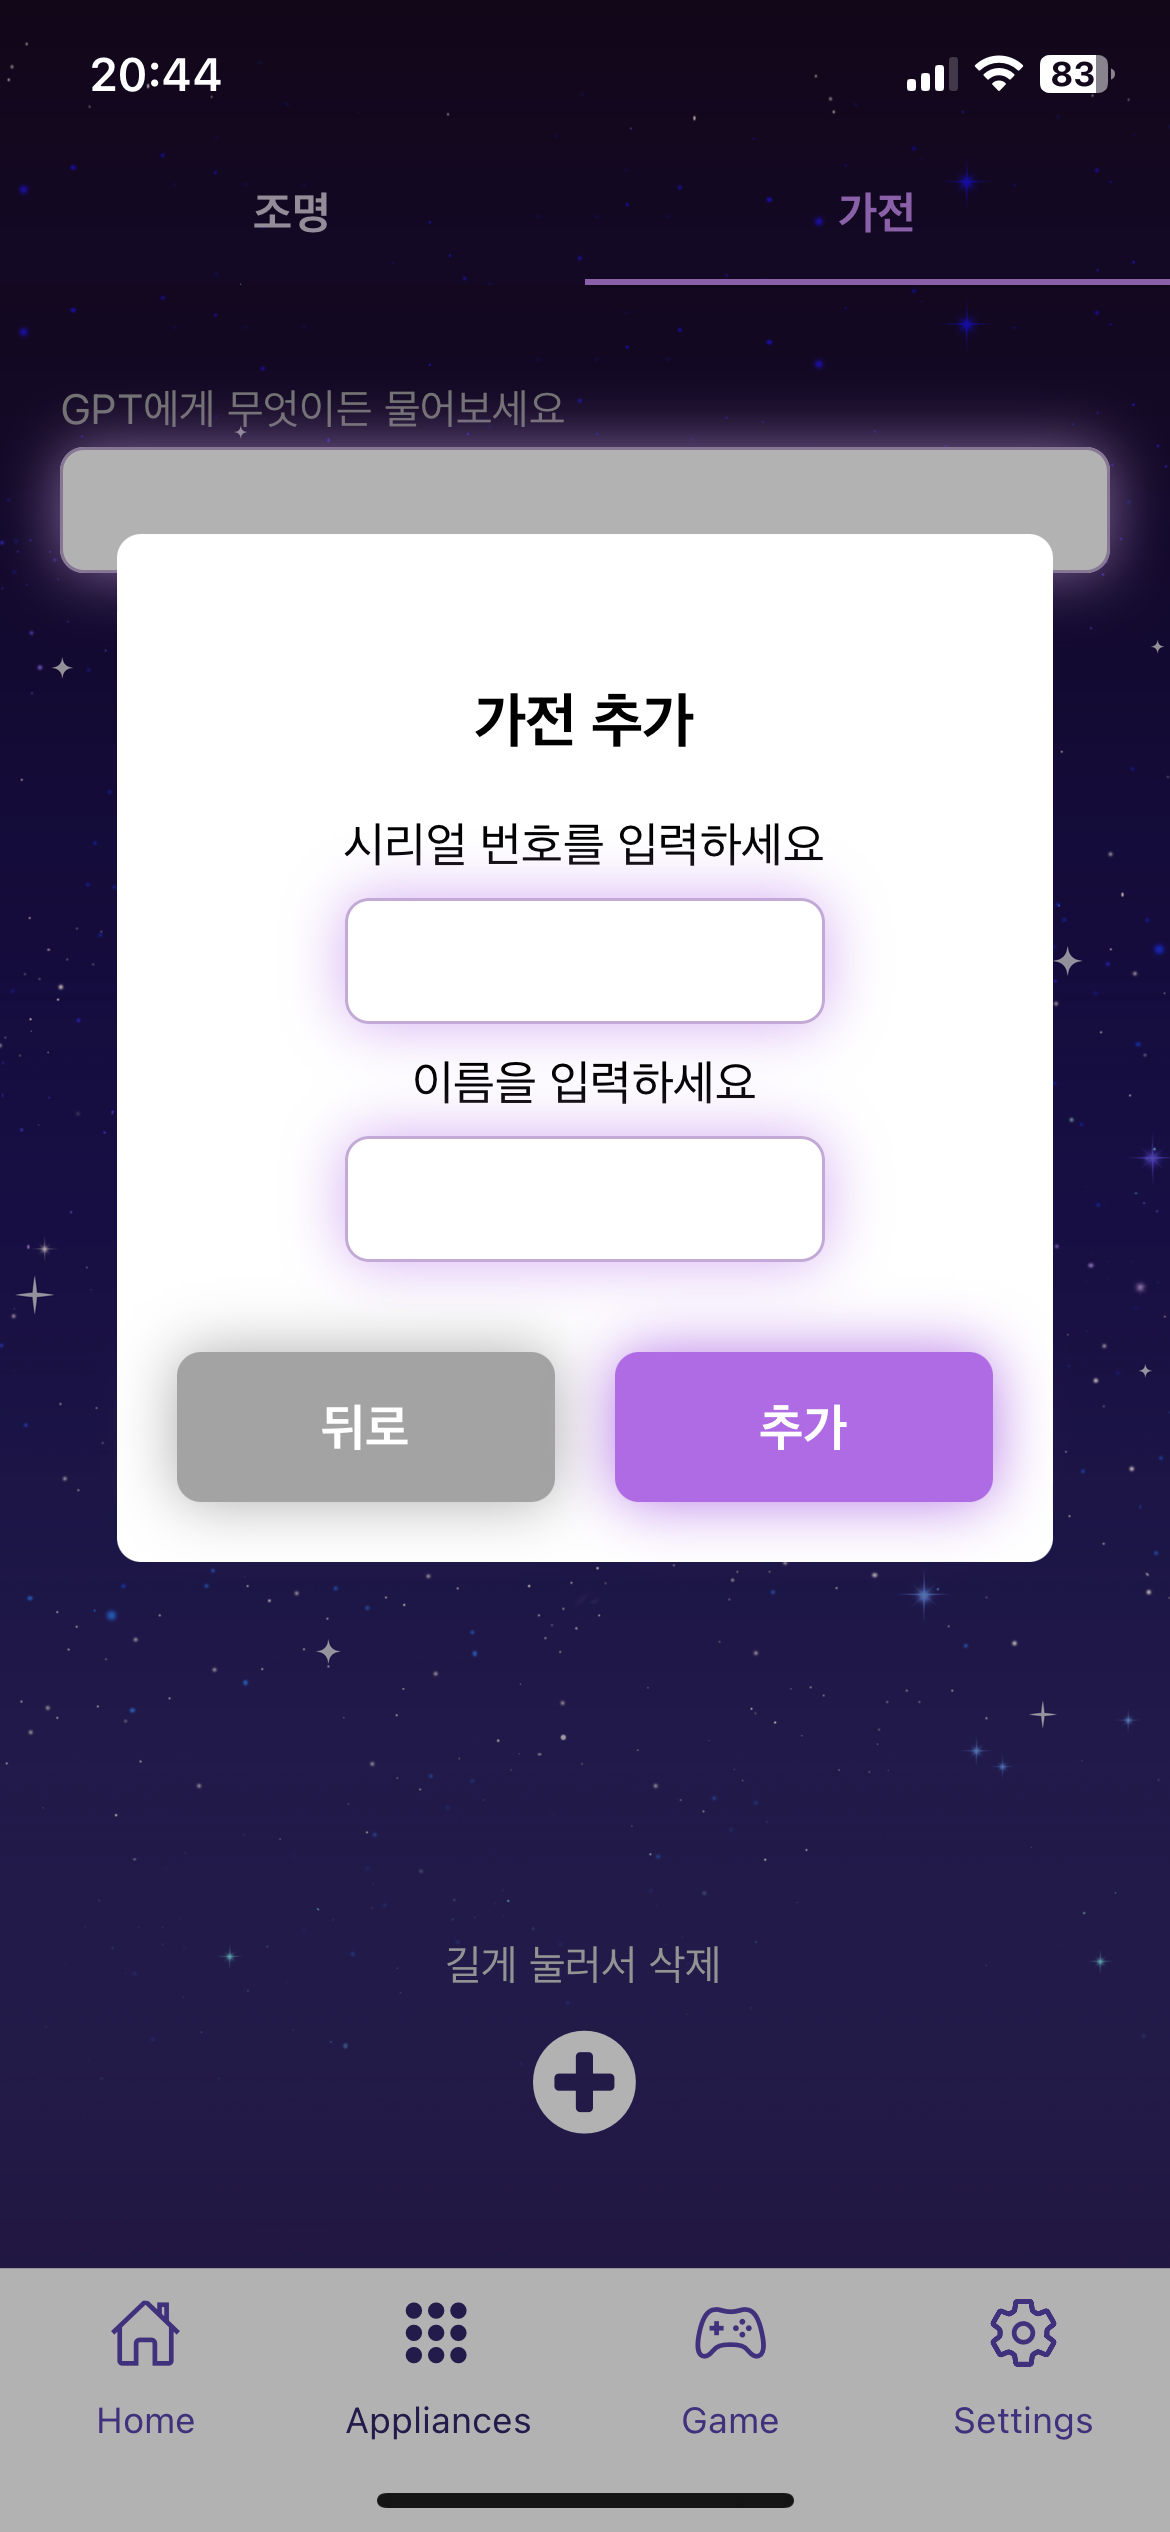 20:44
83
조명
가전
GPT에게 무엇이든 물어보세요
가전 추가
시리얼 번호를 입력하세요
이름을 입력하세요
뒤로
추가
길게 눌러서 삭제
Home
Appliances
Game
Settings